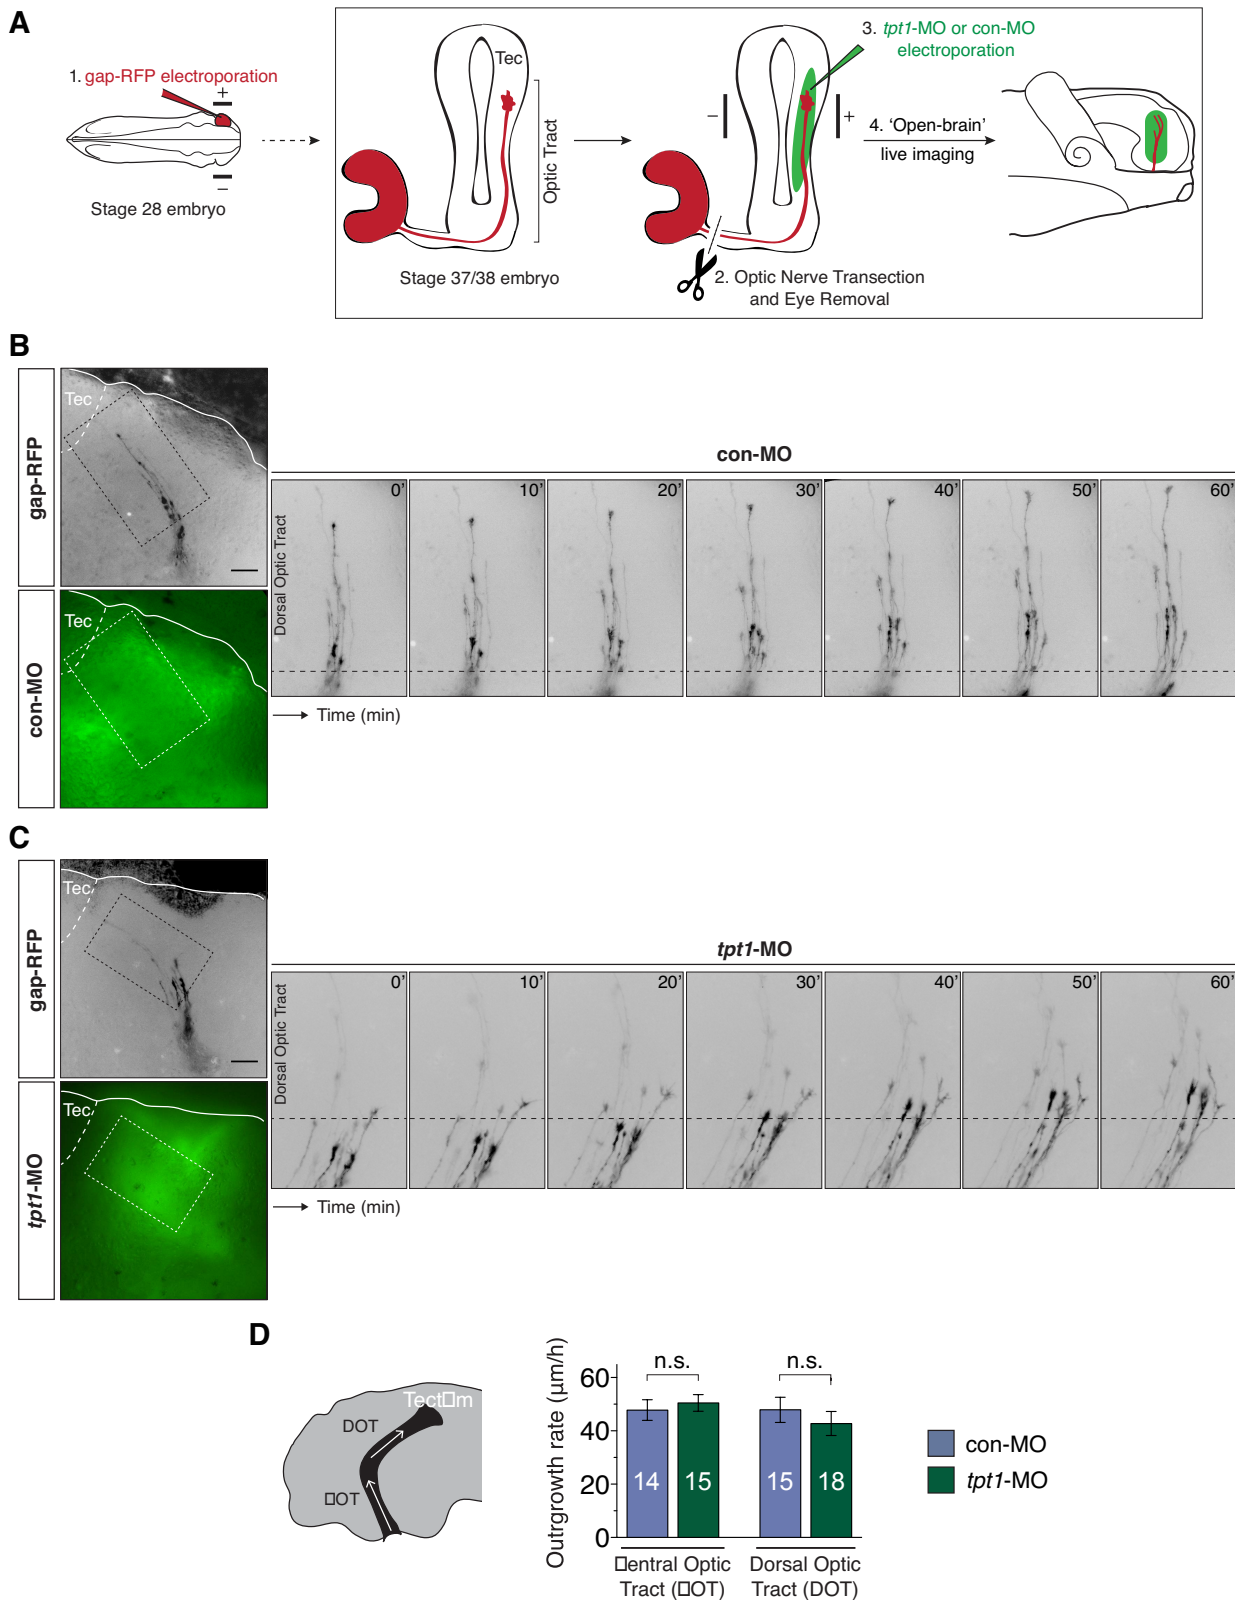 A
1. gap-RFP electroporation
+
–
Stage 28 embryo
Tec
Optic Tract
Stage 37/38 embryo
3. tpt1-MO or con-MO
electroporation
–
+
2. Optic Nerve Transection
and Eye Removal
4. 'Open-brain'
live imaging
B
gap-RFP
Tec
con-MO
Tec
con-MO
Dorsal Optic Tract
0' 10' 20' 30' 40' 50' 60'
Time (min)
C
gap-RFP
Tec
tpt1-MO
Tec
tpt1-MO
Dorsal Optic Tract
0' 10' 20' 30' 40' 50' 60'
Time (min)
D
Tect□m
DOT
□OT
Outrgrowth rate (μm/h)
60
40
20
0
n.s. n.s.
14 15 15 18
□entral Optic
Tract (□OT)
Dorsal Optic
Tract (DOT)
con-MO
tpt1-MO